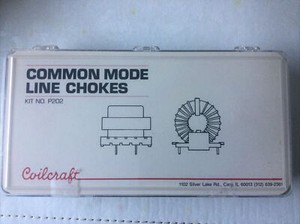 COMMON MODE
LINE CHOKES
KIT NO. P202
Coilcraft
1102 Silver Lake Rd., Cary, IL 60013 (312) 639-2361